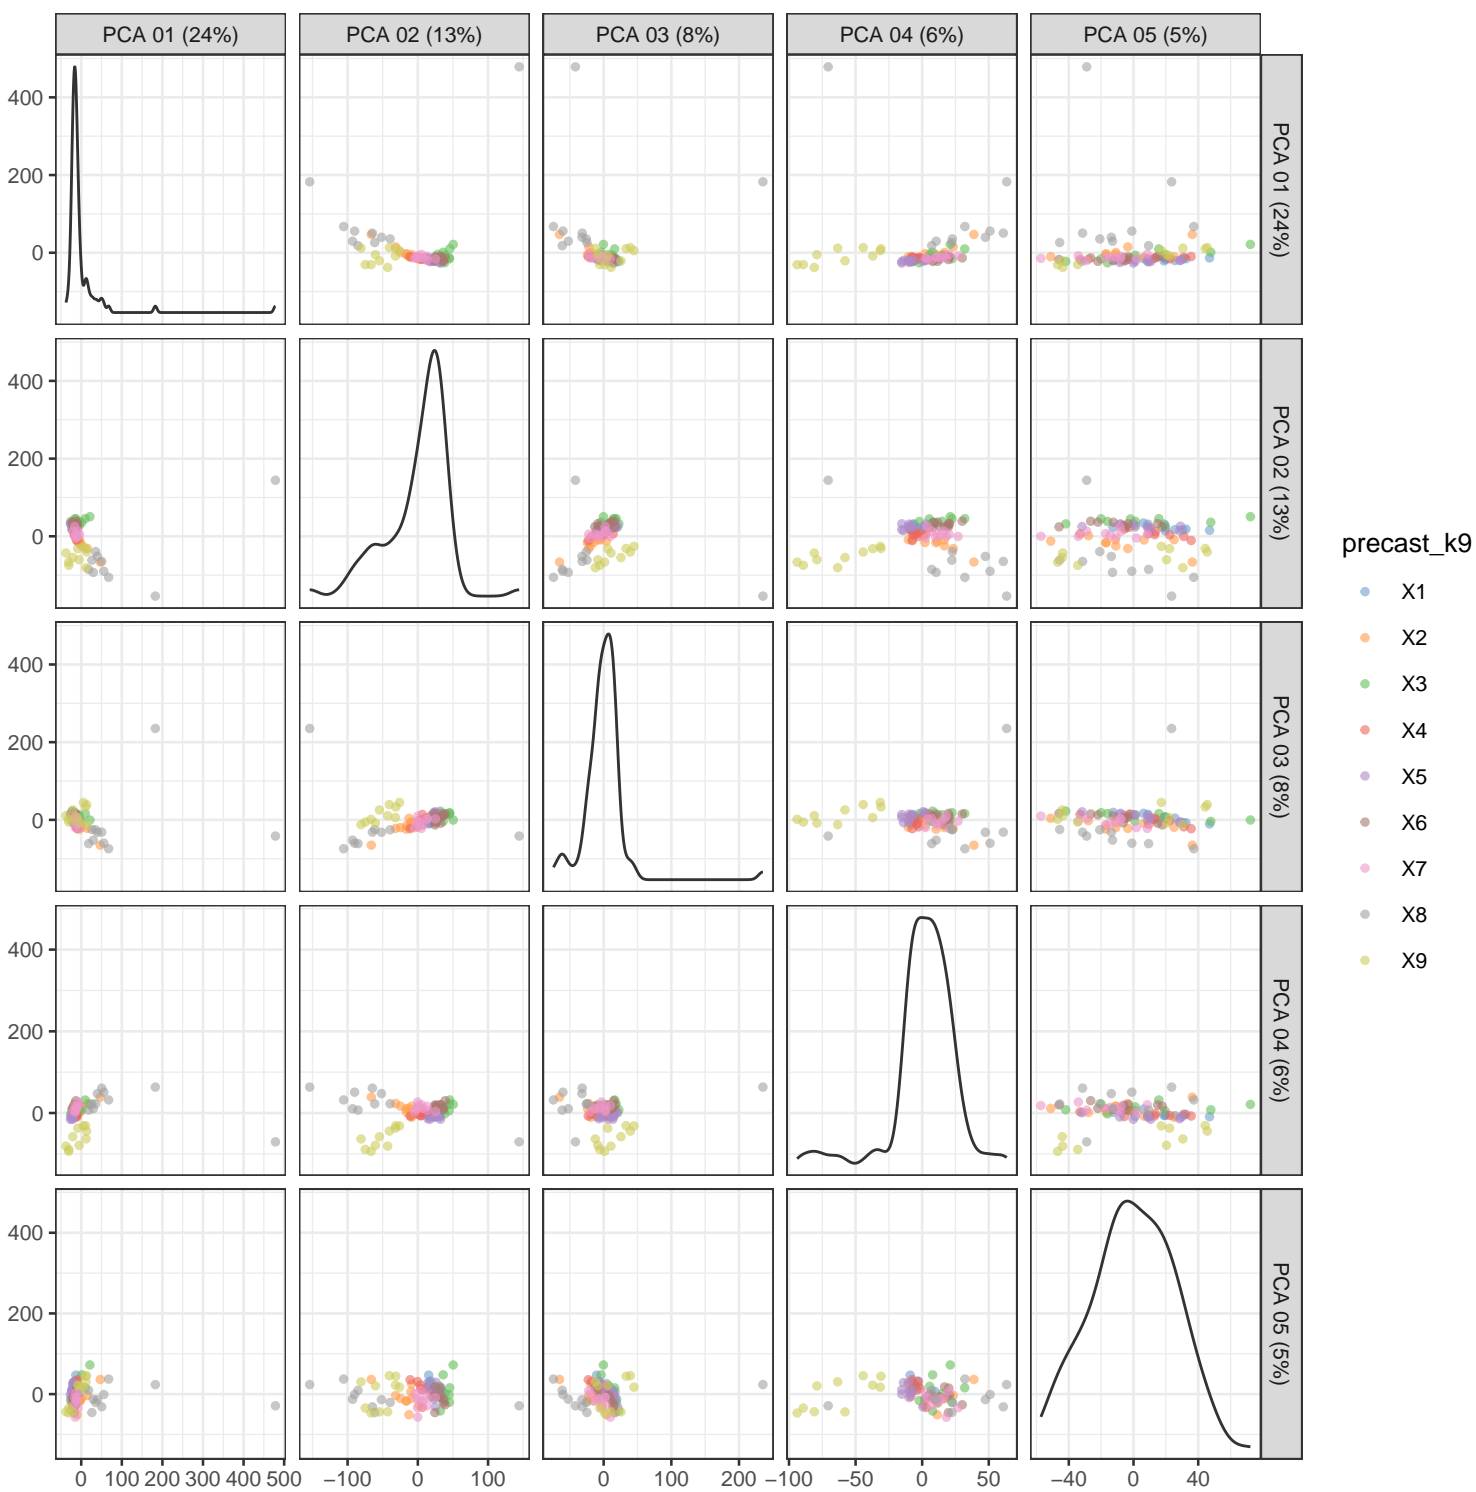 PCA 01 (24%) PCA 02 (13%) PCA 03 (8%) PCA 04 (6%) PCA 05 (5%)
400
200
0
PCA 01 (24%)
400
200
0
PCA 02 (13%)
400
200
0
PCA 03 (8%)
400
200
0
PCA 04 (6%)
400
200
0
PCA 05 (5%)
0 100 200 300 400 500 −100 0 100 0 100 200 −100 −50 0 50 −40 0 40
precast_k9
X1
X2
X3
X4
X5
X6
X7
X8
X9